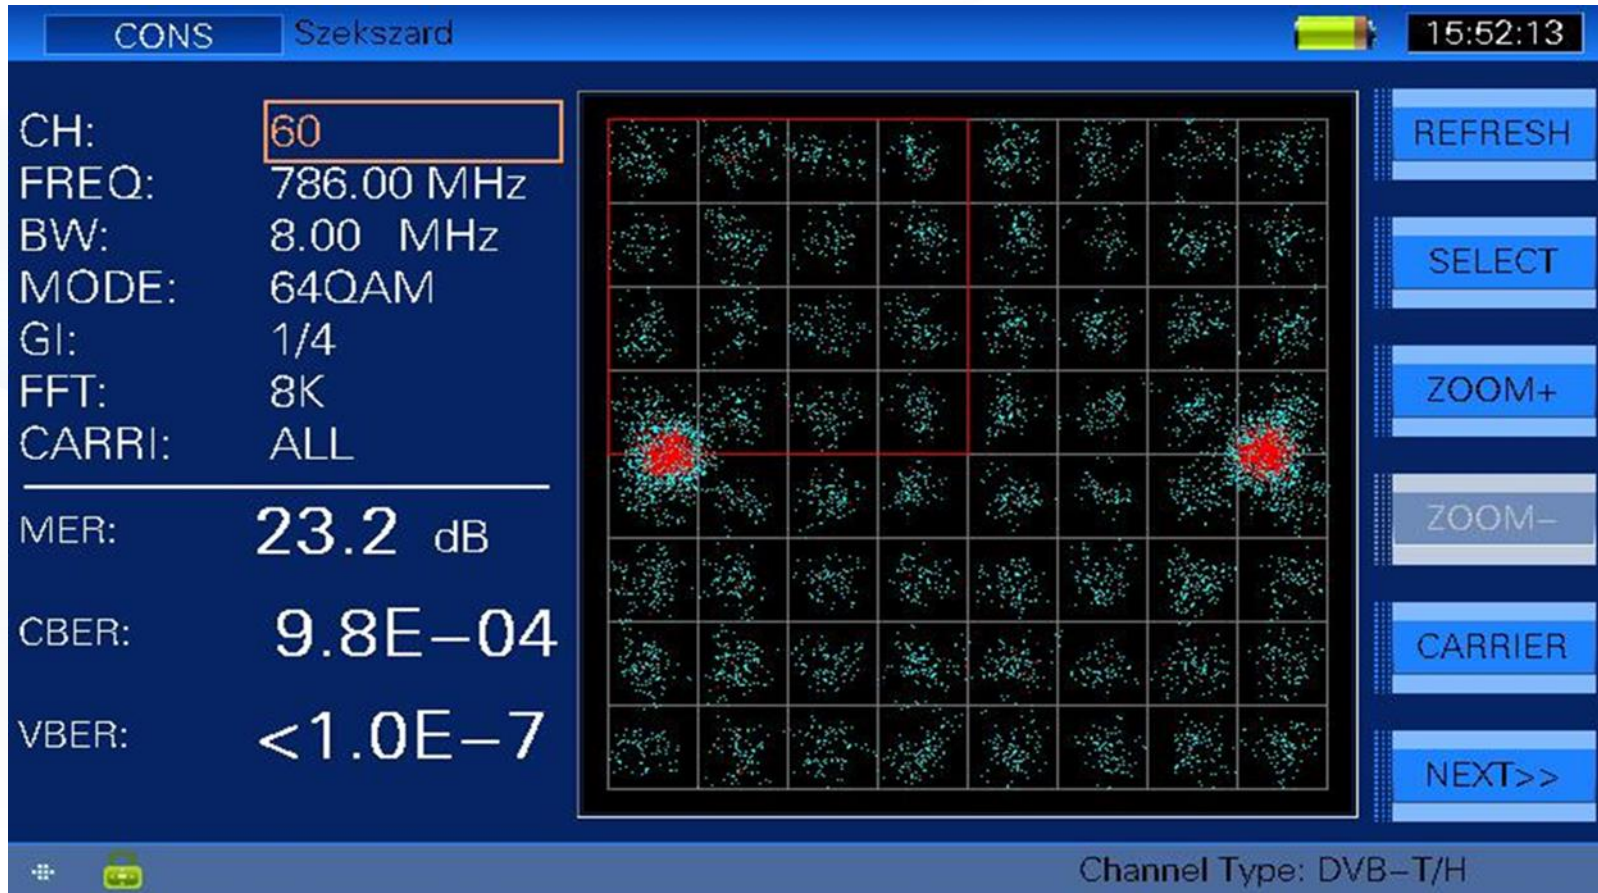 CONS Szekszard 15:52:13
CH: 60
FREQ: 786.00 MHz
BW: 8.00 MHz
MODE: 64QAM
GI: 1/4
FFT: 8K
CARRI: ALL
MER: 23.2 dB
CBER: 9.8E-04
VBER: <1.0E-7
REFRESH
SELECT
ZOOM+
ZOOM-
CARRIER
NEXT>>
Channel Type: DVB-T/H